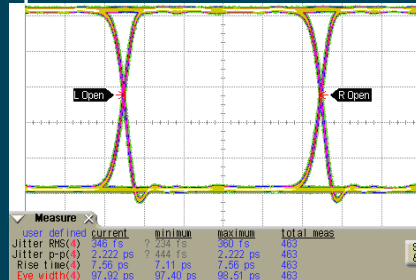 L Open R Open
Measure
user defined current minimum maximum total meas
Jitter RMS(4) 346 fs ? 234 fs 360 fs 463
Jitter p-p(4) 2.222 ps ? 444 fs 2.222 ps 463
Rise time(4) 7.56 ps 7.11 ps 7.56 ps 463
Eye width(4) 97.92 ps 97.40 ps 98.51 ps 463